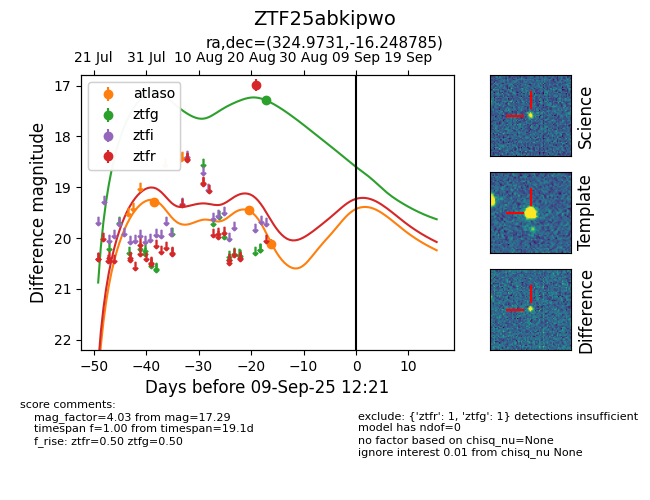 ZTF25abkipwo
ra,dec=(324.9731,-16.248785)
21 Jul 31 Jul 10 Aug 20 Aug 30 Aug 09 Sep 19 Sep
17
18
19
20
21
22
Difference magnitude
atlaso
ztfg
ztfi
ztfr
−50 −40 −30 −20 −10 0 10
Days before 09-Sep-25 12:21
Science
Template
Difference
score comments:
mag_factor=4.03 from mag=17.29
timespan f=1.00 from timespan=19.1d
f_rise: ztfr=0.50 ztfg=0.50
exclude: {'ztfr': 1, 'ztfg': 1} detections insufficient
model has ndof=0
no factor based on chisq_nu=None
ignore interest 0.01 from chisq_nu None